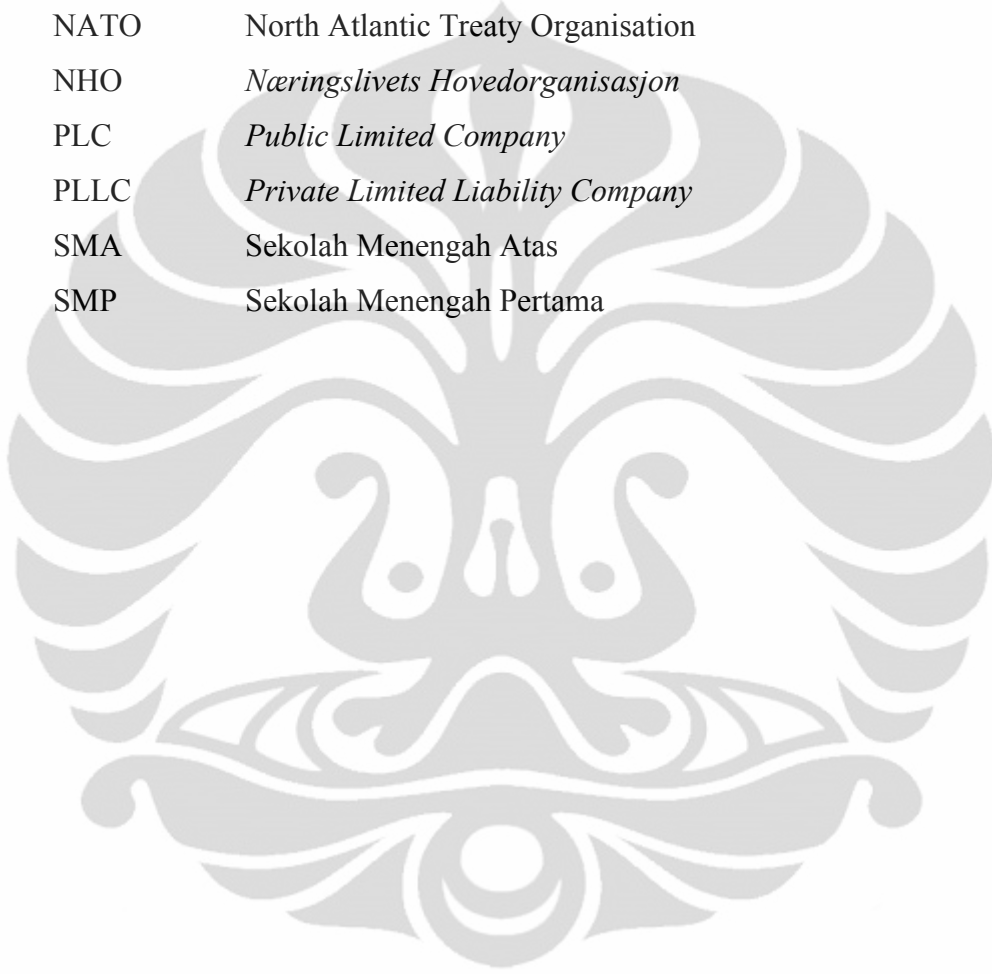 NATO North Atlantic Treaty Organisation
NHO Næringslivets Hovedorganisasjon
PLC Public Limited Company
PLLC Private Limited Liability Company
SMA Sekolah Menengah Atas
SMP Sekolah Menengah Pertama